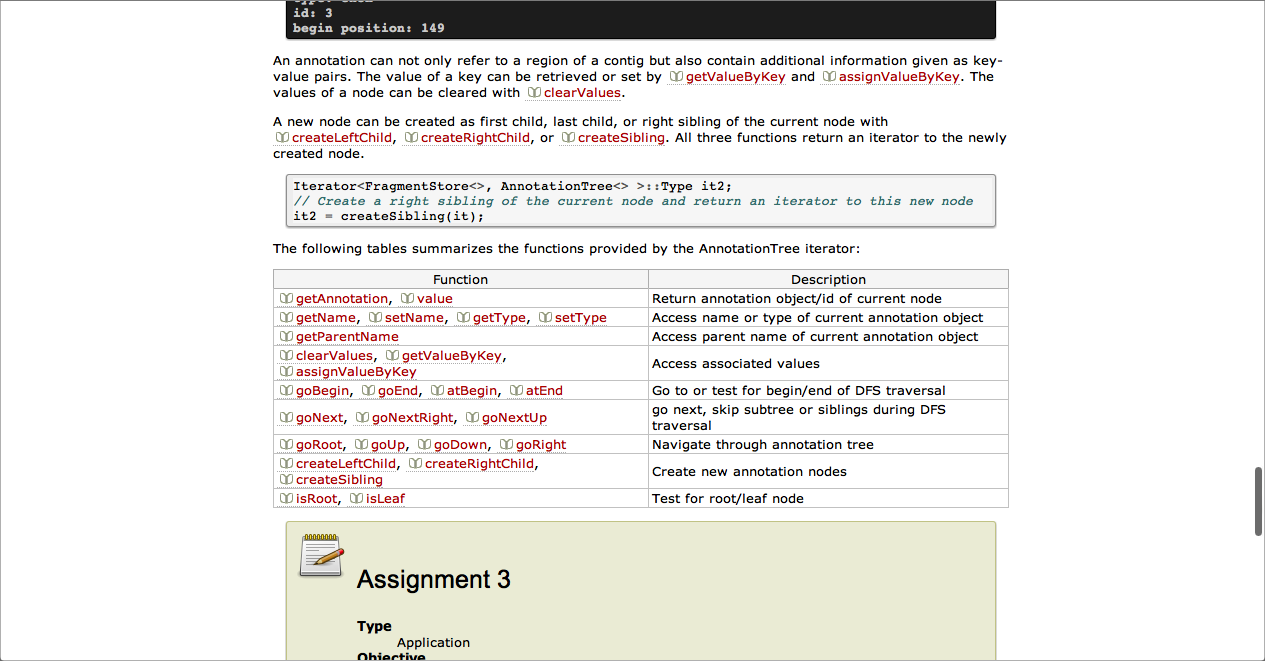 id: 3
begin position: 149
An annotation can not only refer to a region of a contig but also contain additional information given as key-
value pairs. The value of a key can be retrieved or set by getValueByKey and assignValueByKey. The
values of a node can be cleared with clearValues.
A new node can be created as first child, last child, or right sibling of the current node with
createLeftChild, createRightChild, or createSibling. All three functions return an iterator to the newly
created node.
Iterator<FragmentStore<>, AnnotationTree<> >::Type it2;
// Create a right sibling of the current node and return an iterator to this new node
it2 = createSibling(it);
The following tables summarizes the functions provided by the AnnotationTree iterator:
Function Description
getAnnotation, value Return annotation object/id of current node
getName, setName, getType, setType Access name or type of current annotation object
getParentName Access parent name of current annotation object
clearValues, getValueByKey,
assignValueByKey
Access associated values
goBegin, goEnd, atBegin, atEnd Go to or test for begin/end of DFS traversal
goNext, goNextRight, goNextUp
go next, skip subtree or siblings during DFS
traversal
goRoot, goUp, goDown, goRight Navigate through annotation tree
createLeftChild, createRightChild,
createSibling
Create new annotation nodes
isRoot, isLeaf Test for root/leaf node
Assignment 3
Type
Application
Objective